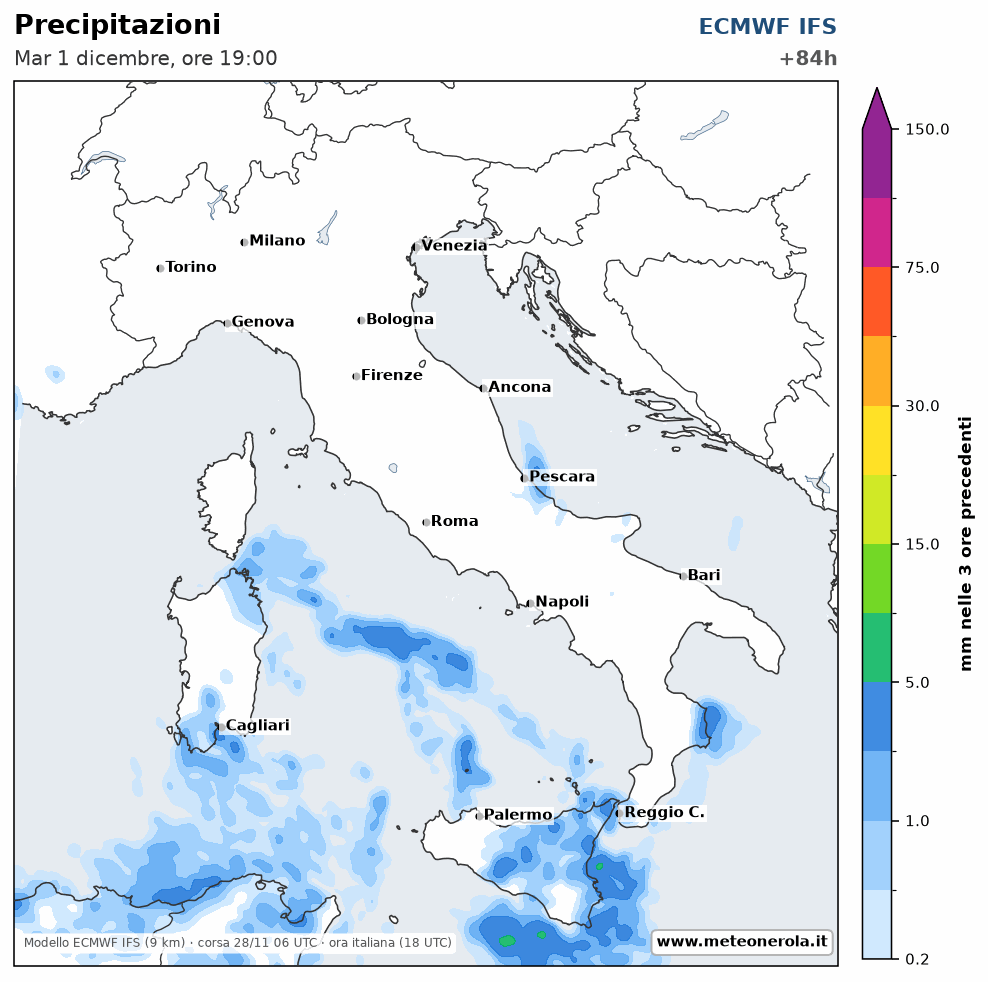 Precipitazioni
ECMWF IFS
Mar 1 dicembre, ore 19:00
+84h
150.0
75.0
30.0
15.0
5.0
1.0
0.2
mm nelle 3 ore precedenti
Milano
Venezia
Torino
Genova
Bologna
Firenze
Ancona
Pescara
Roma
Bari
Napoli
Cagliari
Palermo
Reggio C.
Modello ECMWF IFS (9 km) · corsa 28/11 06 UTC · ora italiana (18 UTC)
www.meteonerola.it